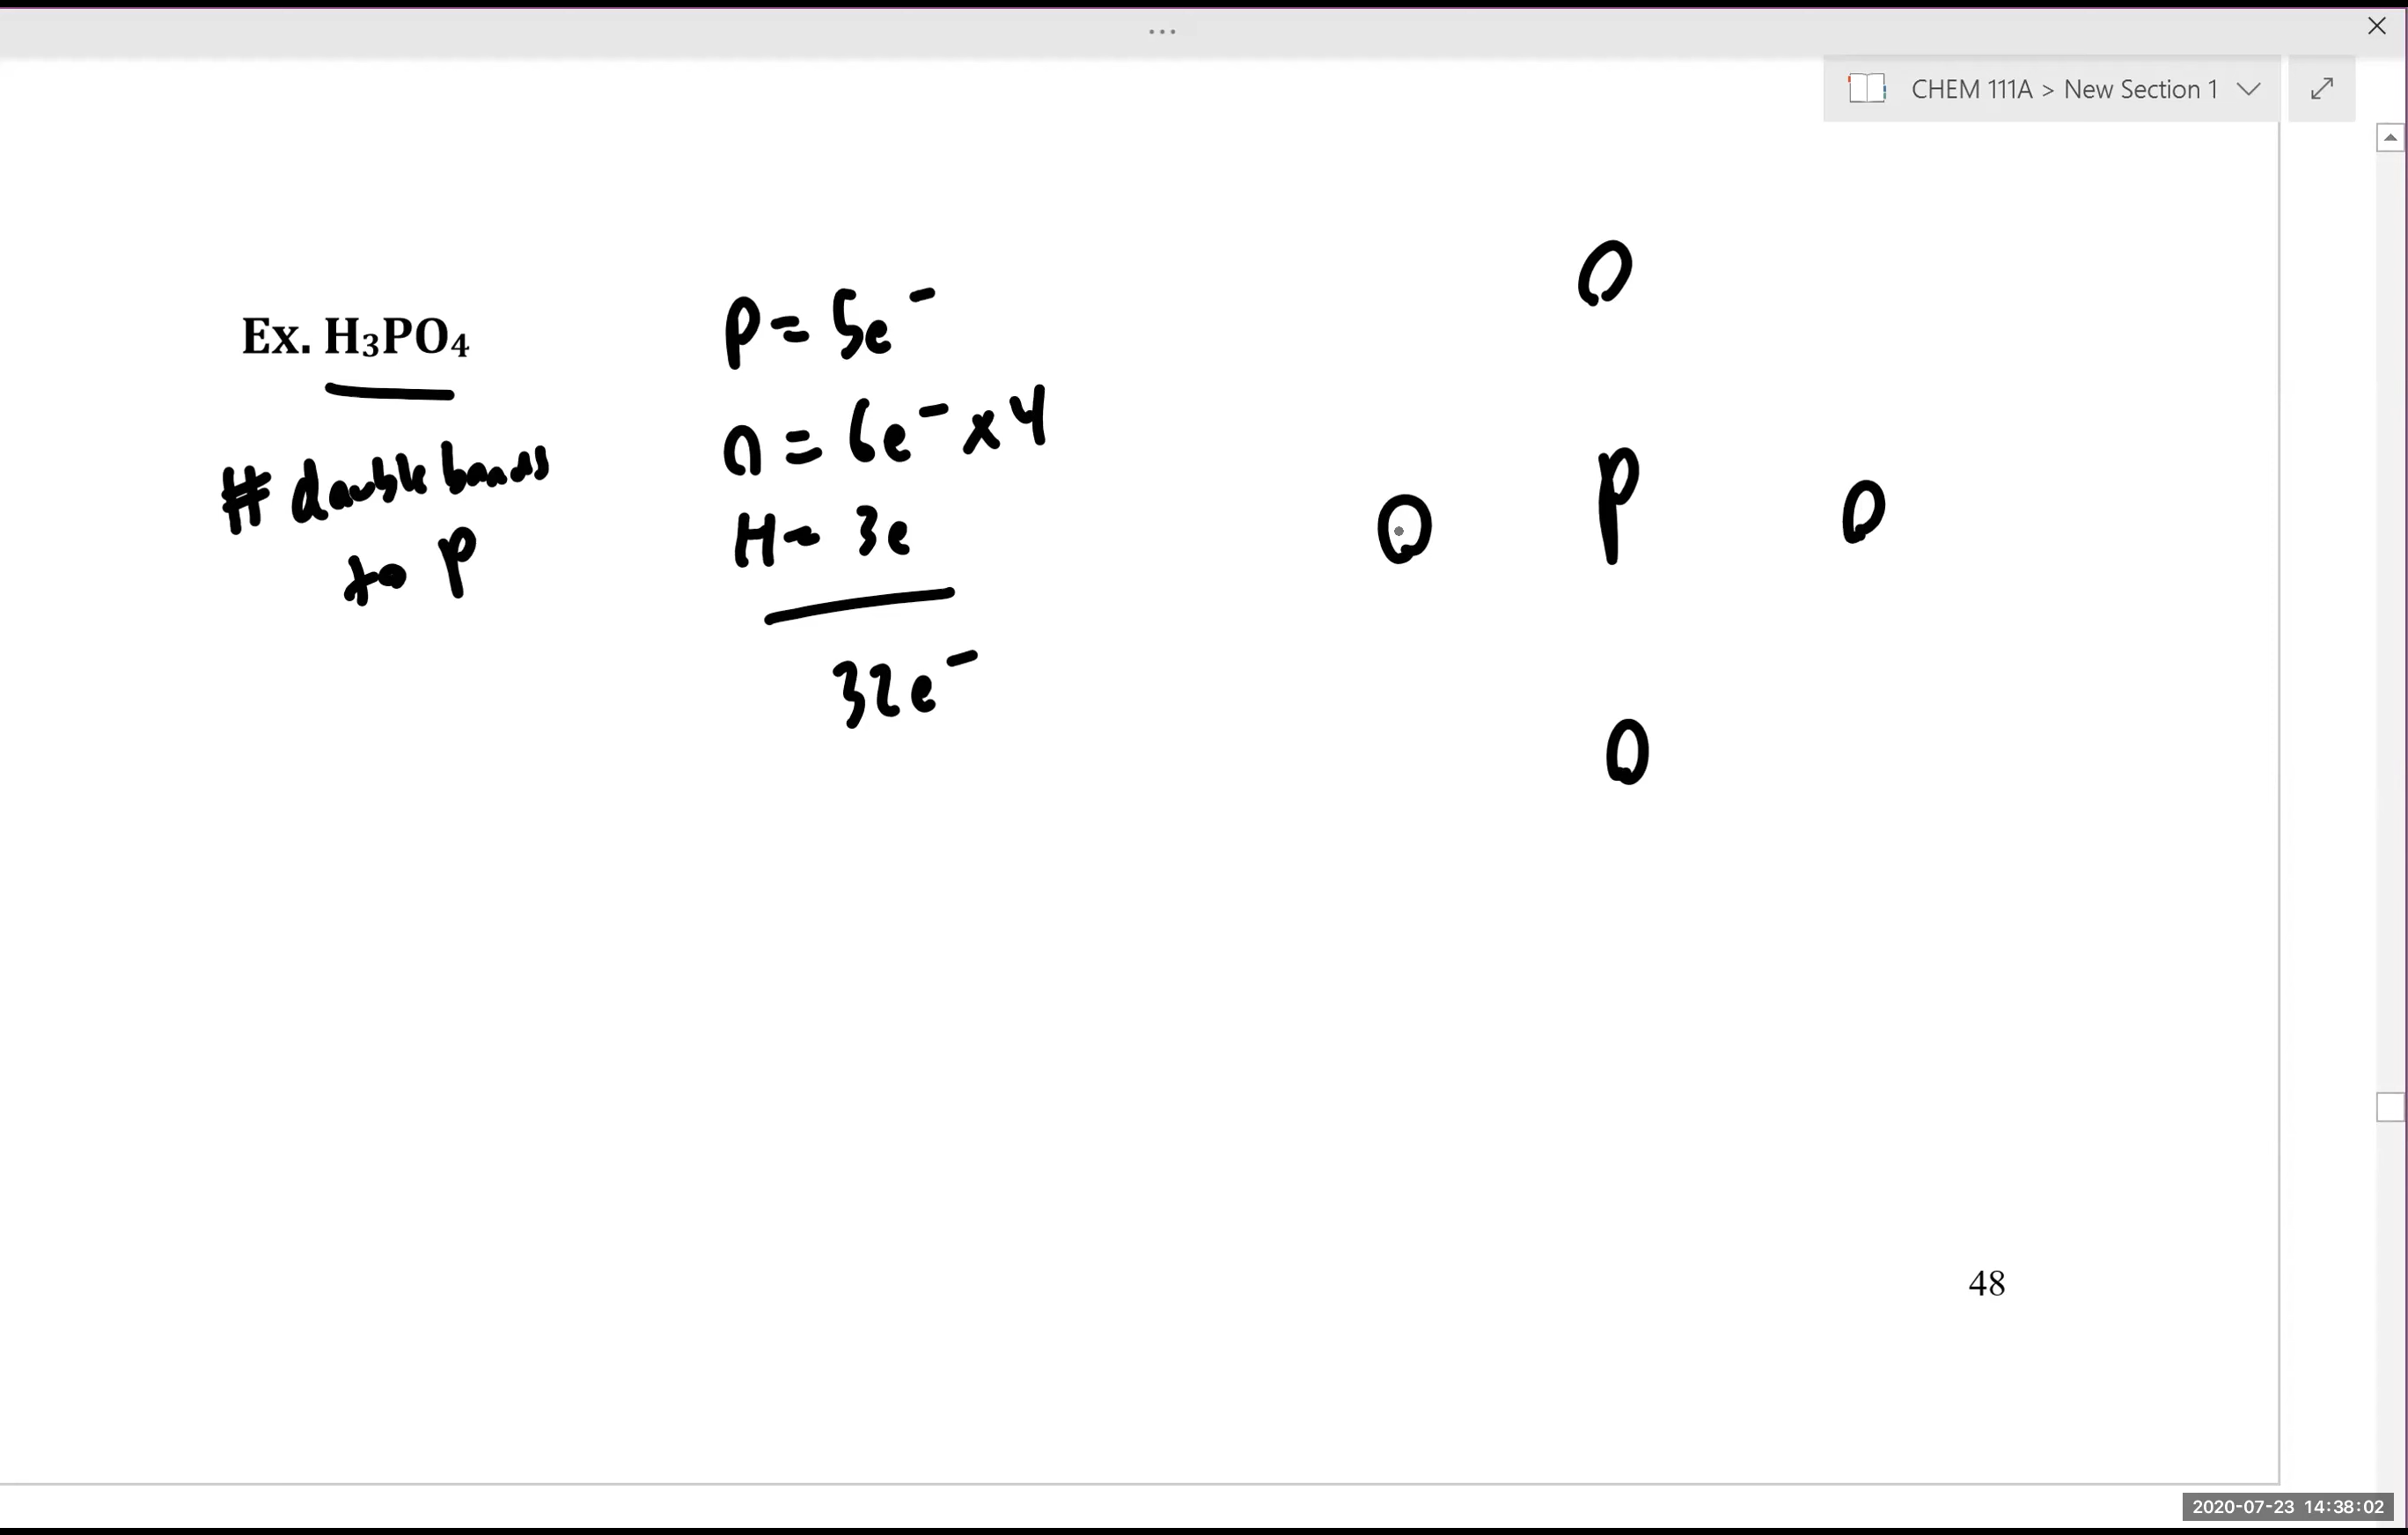 CHEM 111A > New Section 1
Ex. H₃PO₄
# double bonds
to P
P = 5e⁻
O = 6e⁻ x 4
H = 3e
32e⁻
O
O P O
O
48
2020-07-23 14:38:02